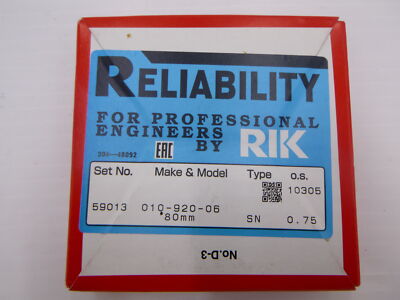 RELIABILITY
FOR PROFESSIONAL
ENGINEERS
BY RIK
EAC
Set No. Make & Model Type o.s.
10305
59013 010-920-06
80mm SN 0.75
No.D-3